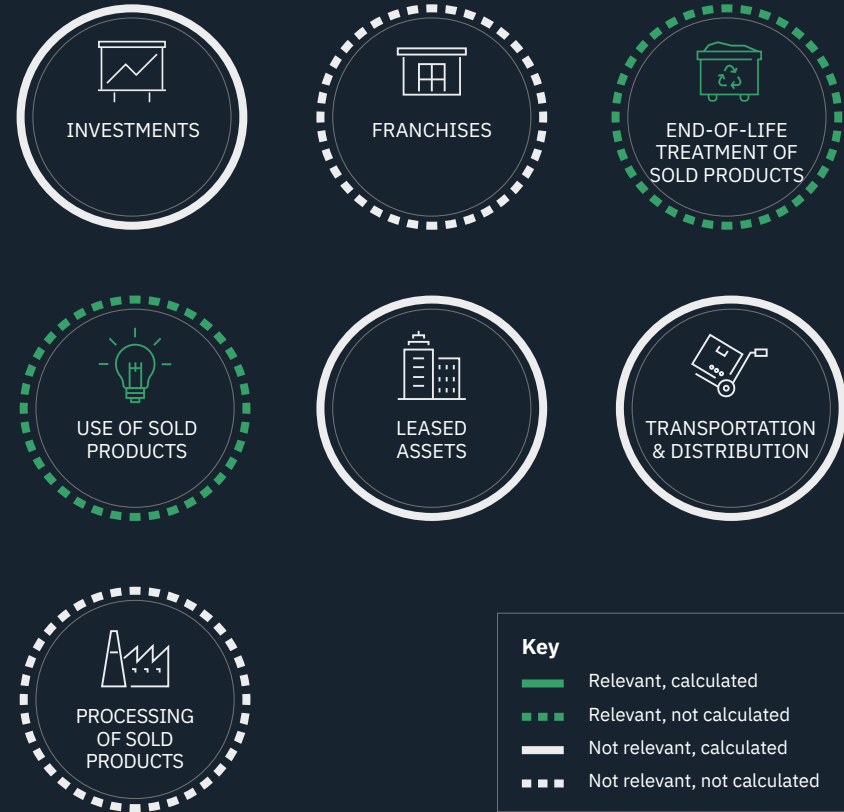 INVESTMENTS
FRANCHISES
END-OF-LIFE
TREATMENT OF
SOLD PRODUCTS
USE OF SOLD
PRODUCTS
LEASED
ASSETS
TRANSPORTATION
& DISTRIBUTION
PROCESSING
OF SOLD
PRODUCTS
Key
Relevant, calculated
Relevant, not calculated
Not relevant, calculated
Not relevant, not calculated